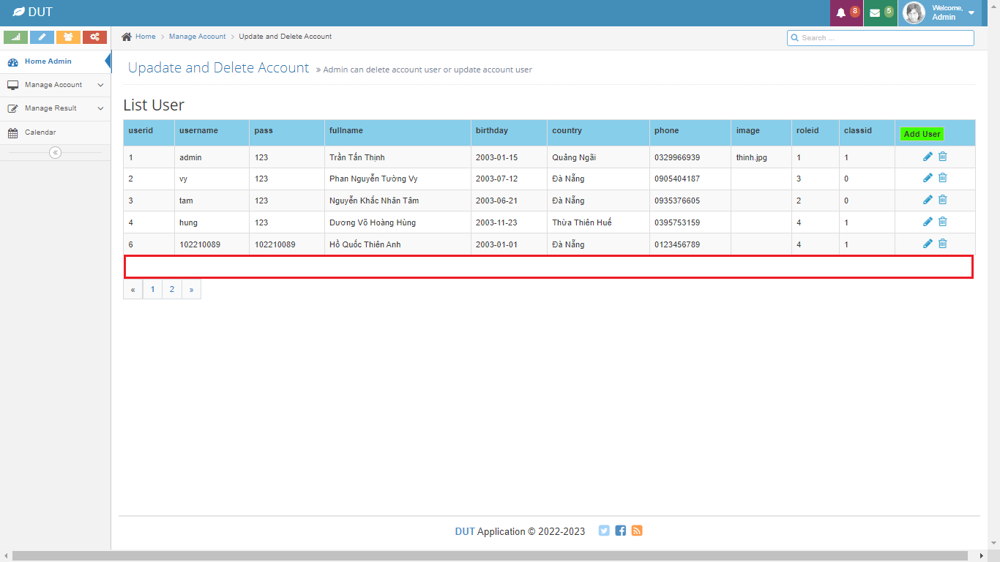 DUT
8
5
Welcome,
Admin
Home
Manage Account
Update and Delete Account
Search ...
Home Admin
Manage Account
Manage Result
Calendar
Upadate and Delete Account » Admin can delete account user or update account user
List User
userid username pass fullname birthday country phone image roleid classid Add User
1 admin 123 Trần Tấn Thịnh 2003-01-15 Quảng Ngãi 0329966939 thinh.jpg 1 1
2 vy 123 Phan Nguyễn Tường Vy 2003-07-12 Đà Nẵng 0905404187 3 0
3 tam 123 Nguyễn Khắc Nhân Tâm 2003-06-21 Đà Nẵng 0935376605 2 0
4 hung 123 Dương Võ Hoàng Hùng 2003-11-23 Thừa Thiên Huế 0395753159 4 1
6 102210089 102210089 Hồ Quốc Thiên Anh 2003-01-01 Đà Nẵng 0123456789 4 1
« 1 2 »
DUT Application © 2022-2023